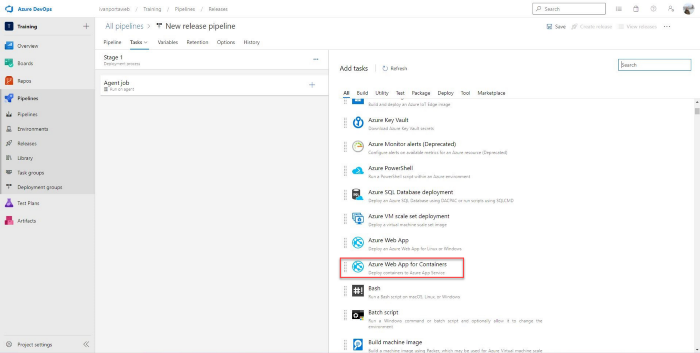 Azure DevOps
ivanportaweb / Training / Pipelines / Releases
Search
Training
All pipelines > New release pipeline
Save
Create release
View releases
Pipeline Tasks Variables Retention Options History
Overview
Boards
Repos
Pipelines
Pipelines
Environments
Releases
Library
Task groups
Deployment groups
Test Plans
Artifacts
Project settings
Stage 1
Deployment process
Agent job
Run on agent
Add tasks
Refresh
Search
All Build Utility Test Package Deploy Tool Marketplace
Build and deploy an Azure IoT Edge image
Azure Key Vault
Download Azure Key Vault secrets
Azure Monitor alerts (Deprecated)
Configure alerts on available metrics for an Azure resource (Deprecated)
Azure PowerShell
Run a PowerShell script within an Azure environment
Azure SQL Database deployment
Deploy an Azure SQL Database using DACPAC or run scripts using SQLCMD
Azure VM scale set deployment
Deploy a virtual machine scale set image
Azure Web App
Deploy an Azure Web App for Linux or Windows
Azure Web App for Containers
Deploy containers to Azure App Service
Bash
Run a Bash script on macOS, Linux, or Windows
Batch script
Run a Windows command or batch script and optionally allow it to change the
environment
Build machine image
Build a machine image using Packer, which may be used for Azure Virtual machine scale